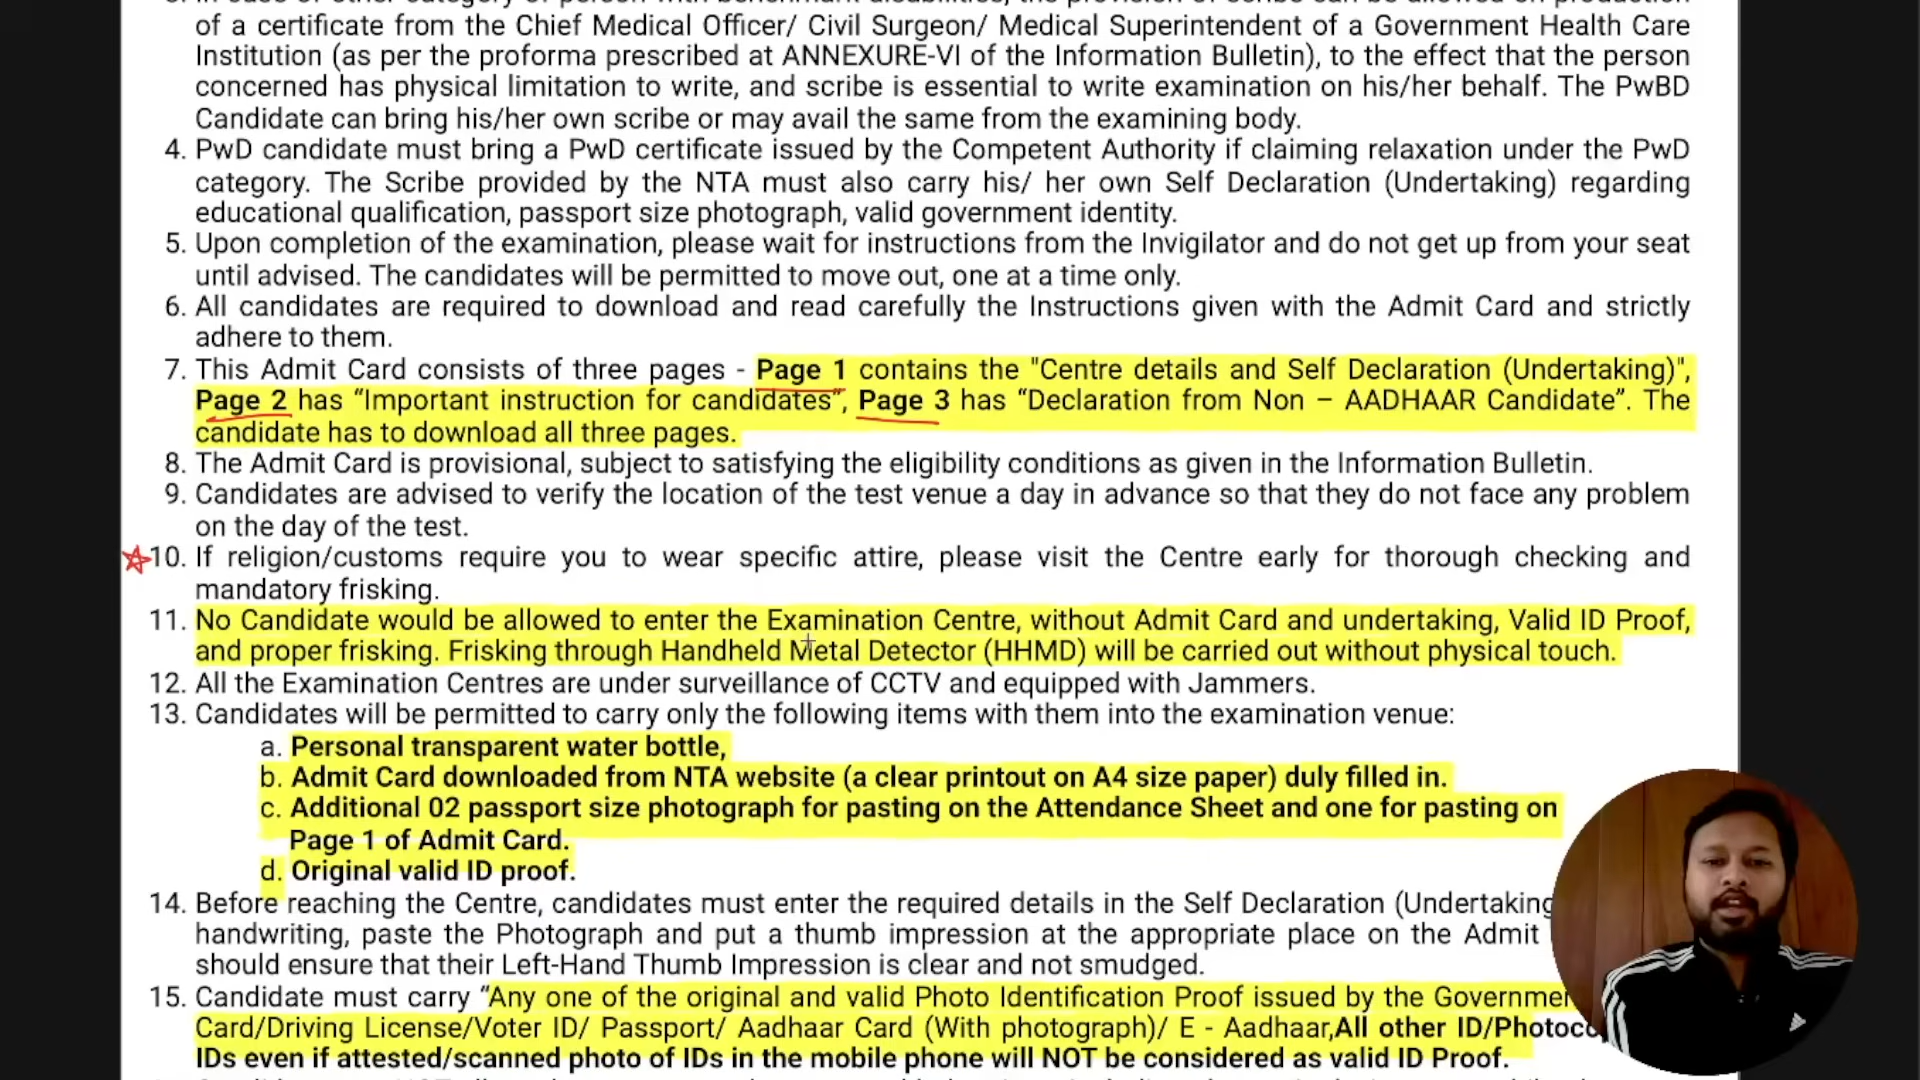 of a certificate from the Chief Medical Officer/ Civil Surgeon/ Medical Superintendent of a Government Health Care
Institution (as per the proforma prescribed at ANNEXURE-VI of the Information Bulletin), to the effect that the person
concerned has physical limitation to write, and scribe is essential to write examination on his/her behalf. The PwBD
Candidate can bring his/her own scribe or may avail the same from the examining body.
4. PwD candidate must bring a PwD certificate issued by the Competent Authority if claiming relaxation under the PwD
category. The Scribe provided by the NTA must also carry his/ her own Self Declaration (Undertaking) regarding
educational qualification, passport size photograph, valid government identity.
5. Upon completion of the examination, please wait for instructions from the Invigilator and do not get up from your seat
until advised. The candidates will be permitted to move out, one at a time only.
6. All candidates are required to download and read carefully the Instructions given with the Admit Card and strictly
adhere to them.
7. This Admit Card consists of three pages - Page 1 contains the "Centre details and Self Declaration (Undertaking)",
Page 2 has “Important instruction for candidates”, Page 3 has “Declaration from Non – AADHAAR Candidate”. The
candidate has to download all three pages.
8. The Admit Card is provisional, subject to satisfying the eligibility conditions as given in the Information Bulletin.
9. Candidates are advised to verify the location of the test venue a day in advance so that they do not face any problem
on the day of the test.
10. If religion/customs require you to wear specific attire, please visit the Centre early for thorough checking and
mandatory frisking.
11. No Candidate would be allowed to enter the Examination Centre, without Admit Card and undertaking, Valid ID Proof,
and proper frisking. Frisking through Handheld Metal Detector (HHMD) will be carried out without physical touch.
12. All the Examination Centres are under surveillance of CCTV and equipped with Jammers.
13. Candidates will be permitted to carry only the following items with them into the examination venue:
a. Personal transparent water bottle,
b. Admit Card downloaded from NTA website (a clear printout on A4 size paper) duly filled in.
c. Additional 02 passport size photograph for pasting on the Attendance Sheet and one for pasting on
Page 1 of Admit Card.
d. Original valid ID proof.
14. Before reaching the Centre, candidates must enter the required details in the Self Declaration (Undertaking
handwriting, paste the Photograph and put a thumb impression at the appropriate place on the Admit
should ensure that their Left-Hand Thumb Impression is clear and not smudged.
15. Candidate must carry “Any one of the original and valid Photo Identification Proof issued by the
Card/Driving License/Voter ID/ Passport/ Aadhaar Card (With photograph)/ E - Aadhaar,All other
IDs even if attested/scanned photo of IDs in the mobile phone will NOT be considered as valid ID Proof.